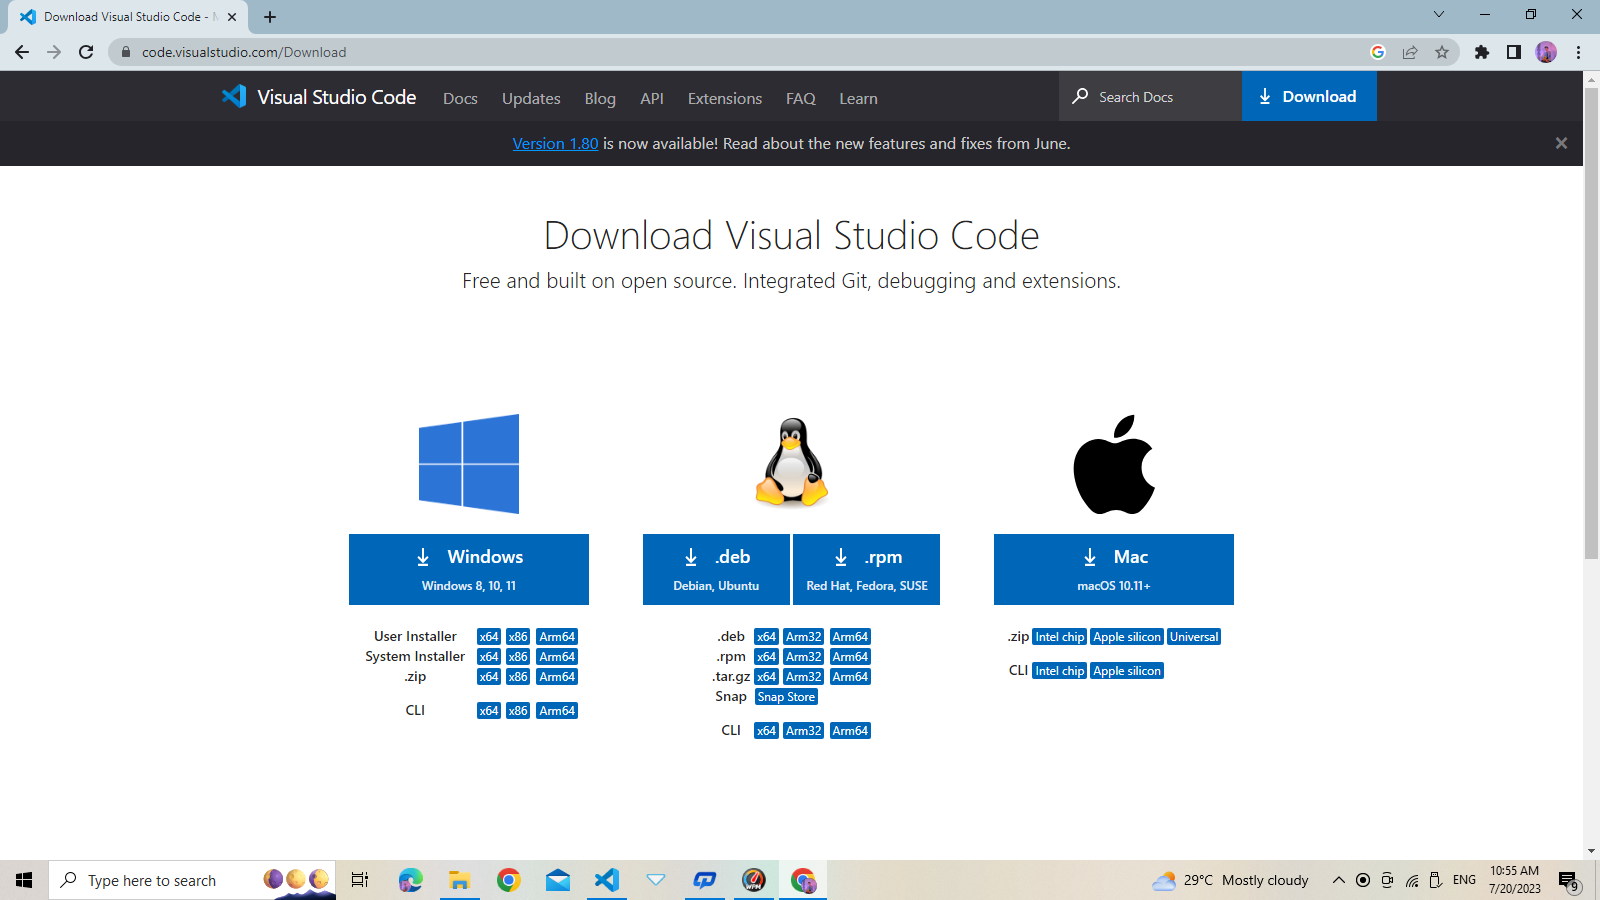 Download Visual Studio Code - M
code.visualstudio.com/Download
Visual Studio Code Docs Updates Blog API Extensions FAQ Learn Search Docs Download
Version 1.80 is now available! Read about the new features and fixes from June.
Download Visual Studio Code
Free and built on open source. Integrated Git, debugging and extensions.
Windows
Windows 8, 10, 11
User Installer x64 x86 Arm64
System Installer x64 x86 Arm64
.zip x64 x86 Arm64
CLI x64 x86 Arm64
.deb
Debian, Ubuntu
.rpm
Red Hat, Fedora, SUSE
.deb x64 Arm32 Arm64
.rpm x64 Arm32 Arm64
.tar.gz x64 Arm32 Arm64
Snap Snap Store
CLI x64 Arm32 Arm64
Mac
macOS 10.11+
.zip Intel chip Apple silicon Universal
CLI Intel chip Apple silicon
Type here to search
WPM
29°C Mostly cloudy
ENG
10:55 AM
7/20/2023
9